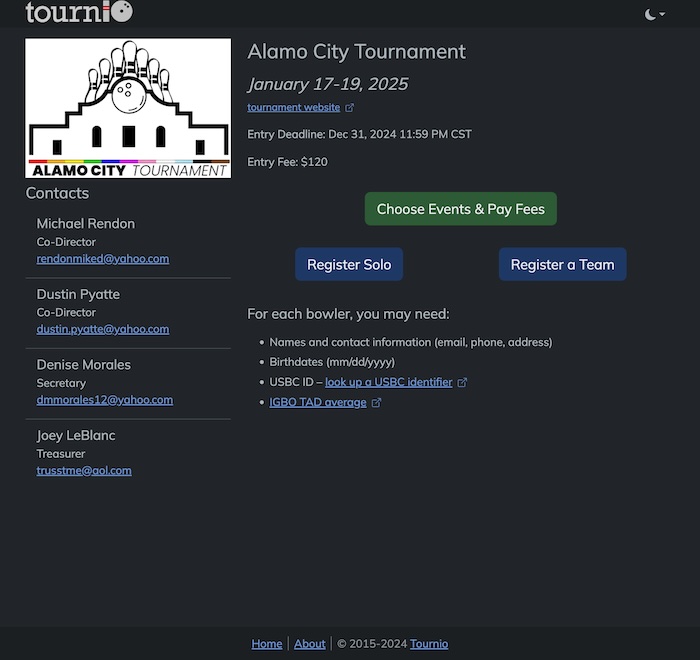 tournio
ALAMO CITY TOURNAMENT
Contacts
Michael Rendon
Co-Director
rendonmiked@yahoo.com
Dustin Pyatte
Co-Director
dustin.pyatte@yahoo.com
Denise Morales
Secretary
dmmorales12@yahoo.com
Joey LeBlanc
Treasurer
trusstme@aol.com
Alamo City Tournament
January 17-19, 2025
tournament website
Entry Deadline: Dec 31, 2024 11:59 PM CST
Entry Fee: $120
Choose Events & Pay Fees
Register Solo
Register a Team
For each bowler, you may need:
• Names and contact information (email, phone, address)
• Birthdates (mm/dd/yyyy)
• USBC ID – look up a USBC identifier
• IGBO TAD average
Home | About | © 2015-2024 Tournio